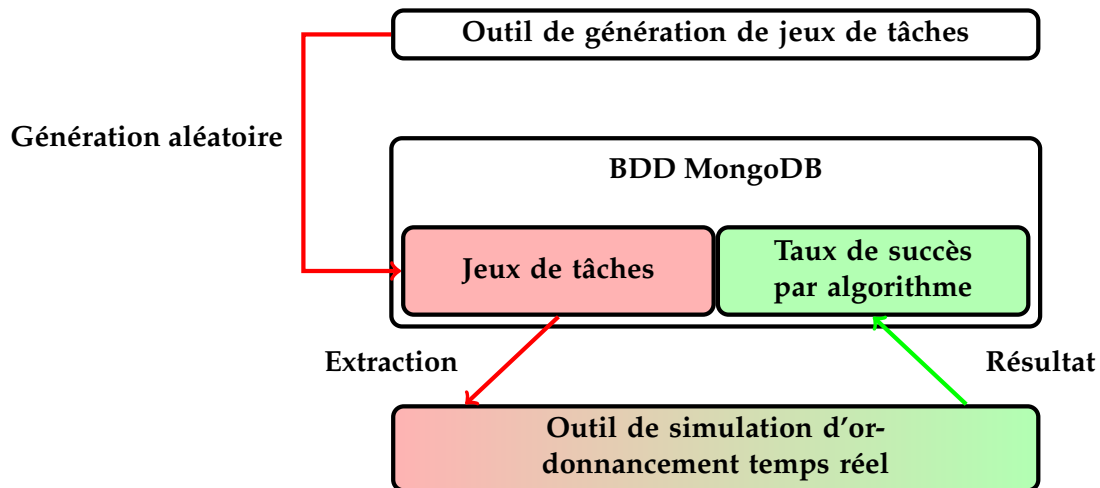 Outil de génération de jeux de tâches
Génération aléatoire
BDD MongoDB
Jeux de tâches
Taux de succès
par algorithme
Extraction
Résultat
Outil de simulation d'or-
donnancement temps réel